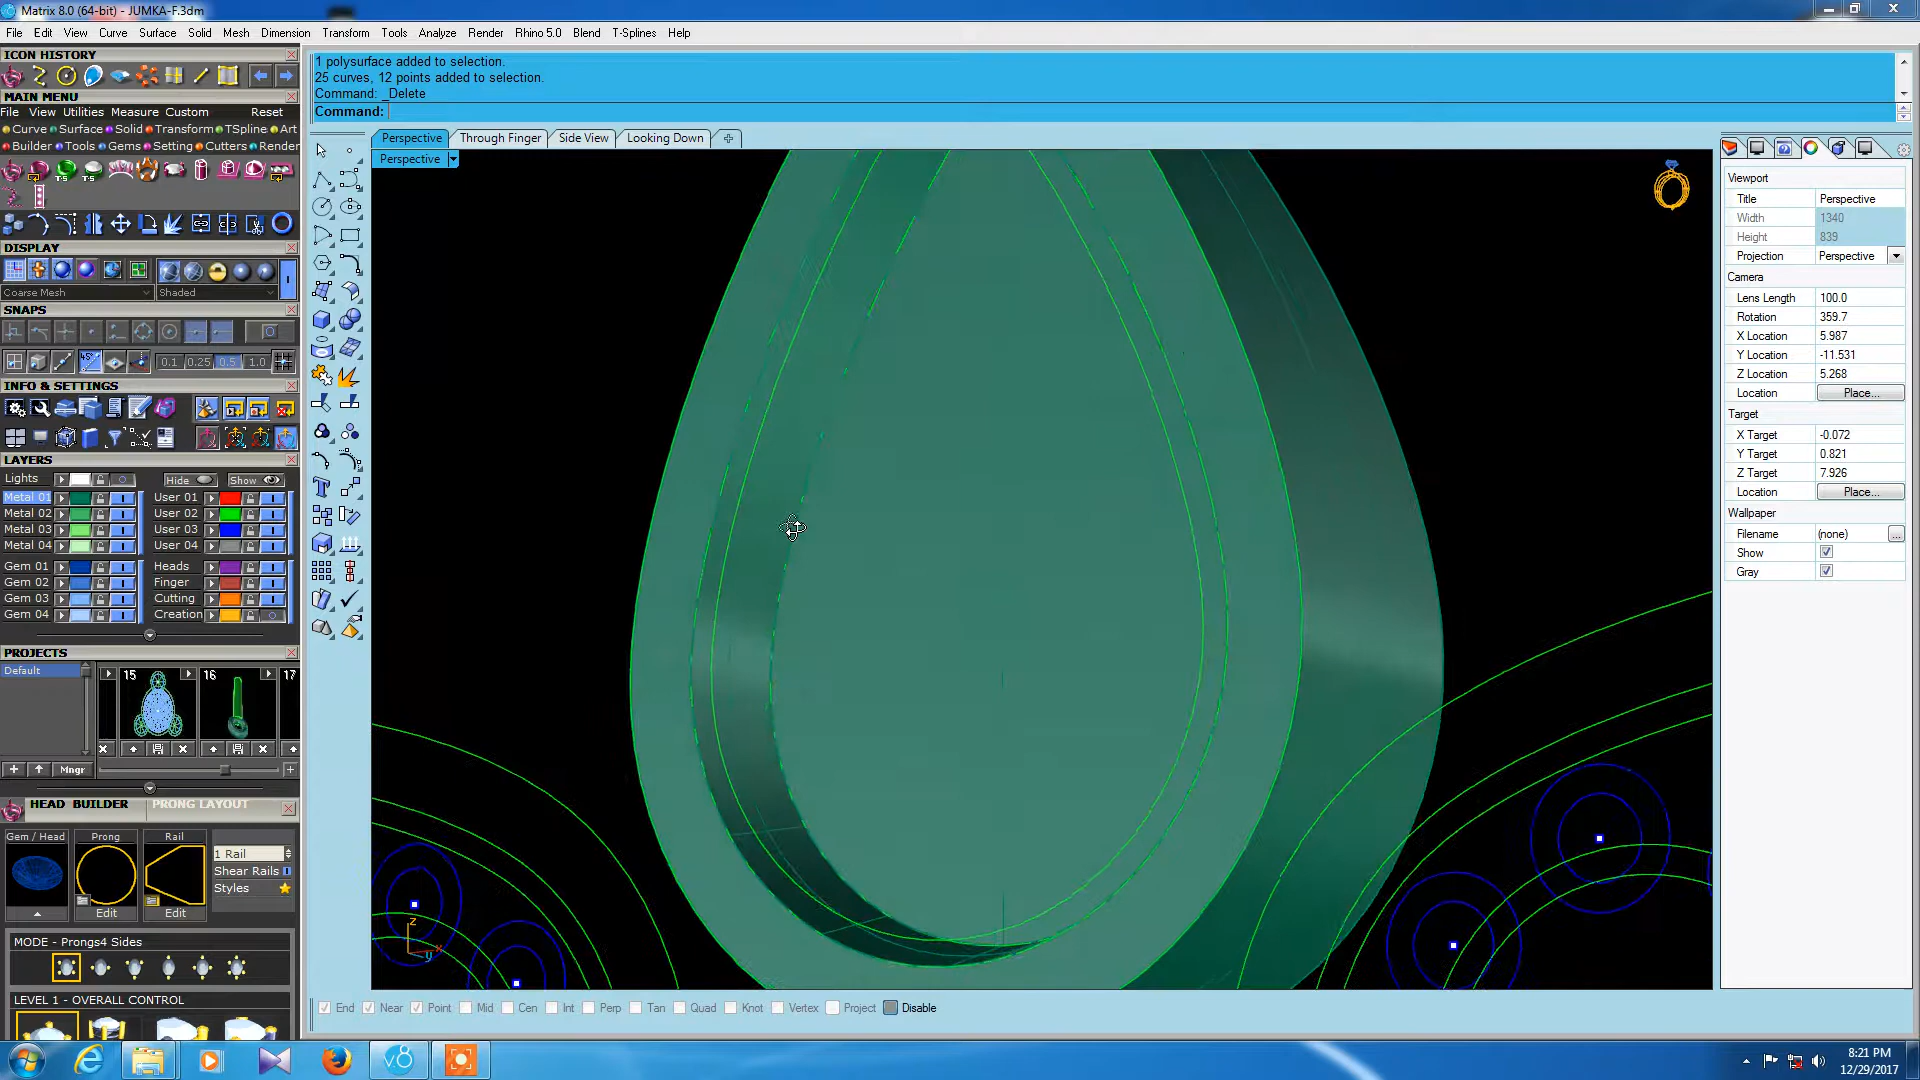 Matrix 8.0 (64-bit) - JUMKA-F.3dm
File Edit View Curve Surface Solid Mesh Dimension Transform Tools Analyze Render Rhino 5.0 Blend T-Splines Help
ICON HISTORY
MAIN MENU
File View Utilities Measure Custom Reset
Curve Surface Solid Transform TSpline Art
Builder Tools Gems Setting Cutters Render
T-S T-S
DISPLAY
Coarse Mesh Shaded
SNAPS
45° 0.1 0.25 0.5 1.0
INFO & SETTINGS
LAYERS
Lights Hide Show
Metal 01 User 01
Metal 02 User 02
Metal 03 User 03
Metal 04 User 04
Gem 01 Heads
Gem 02 Finger
Gem 03 Cutting
Gem 04 Creation
PROJECTS
Default 15 16 17
Mngr
HEAD BUILDER PRONG LAYOUT
Gem / Head Prong Rail
1 Rail
Shear Rails
Styles
Edit Edit
MODE - Prongs4 Sides
LEVEL 1 - OVERALL CONTROL
1 polysurface added to selection.
25 curves, 12 points added to selection.
Command: _Delete
Command:
Perspective Through Finger Side View Looking Down
Perspective
z x y
End Near Point Mid Cen Int Perp Tan Quad Knot Vertex Project Disable
Viewport
Title Perspective
Width 1340
Height 839
Projection Perspective
Camera
Lens Length 100.0
Rotation 359.7
X Location 5.987
Y Location -11.531
Z Location 5.268
Location Place...
Target
X Target -0.072
Y Target 0.821
Z Target 7.926
Location Place...
Wallpaper
Filename (none) ...
Show
Gray
v8
8:21 PM
12/29/2017